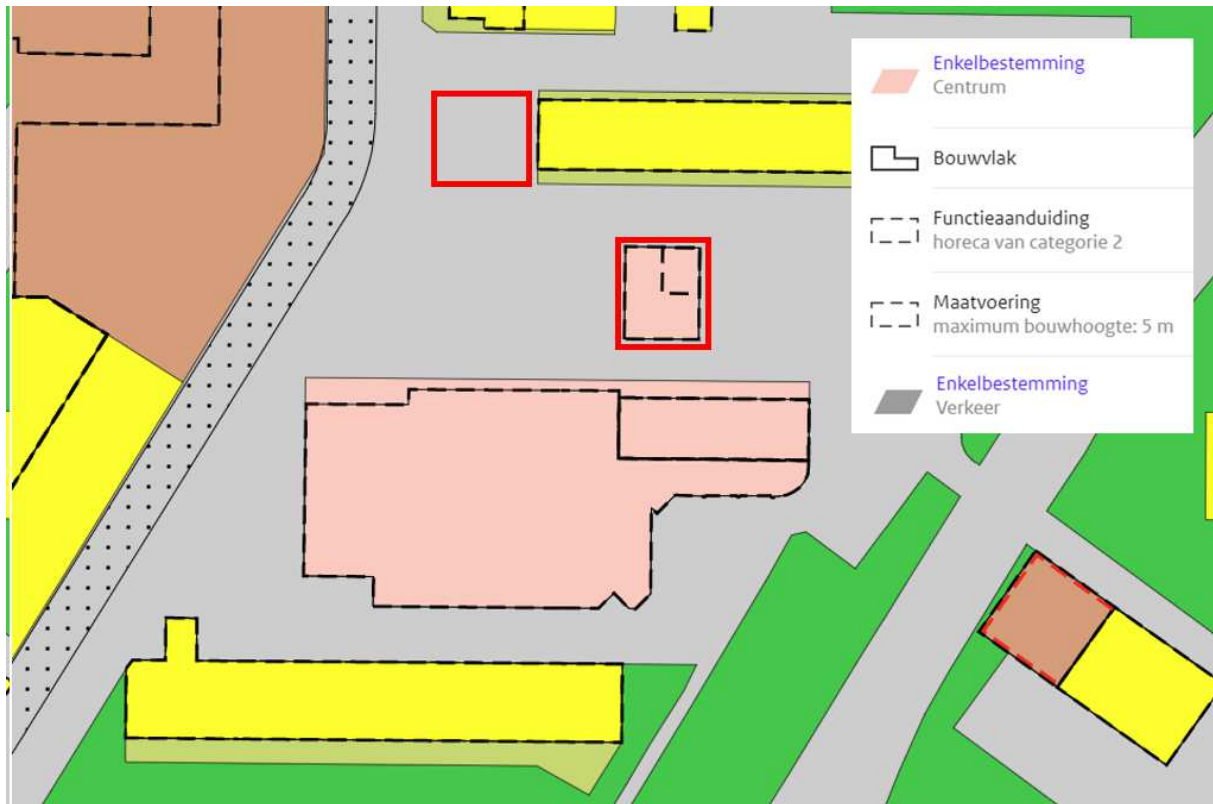 Enkelbestemming
Centrum
Bouwvlak
Functieaanduiding
horeca van categorie 2
Maatvoering
maximum bouwhoogte: 5 m
Enkelbestemming
Verkeer